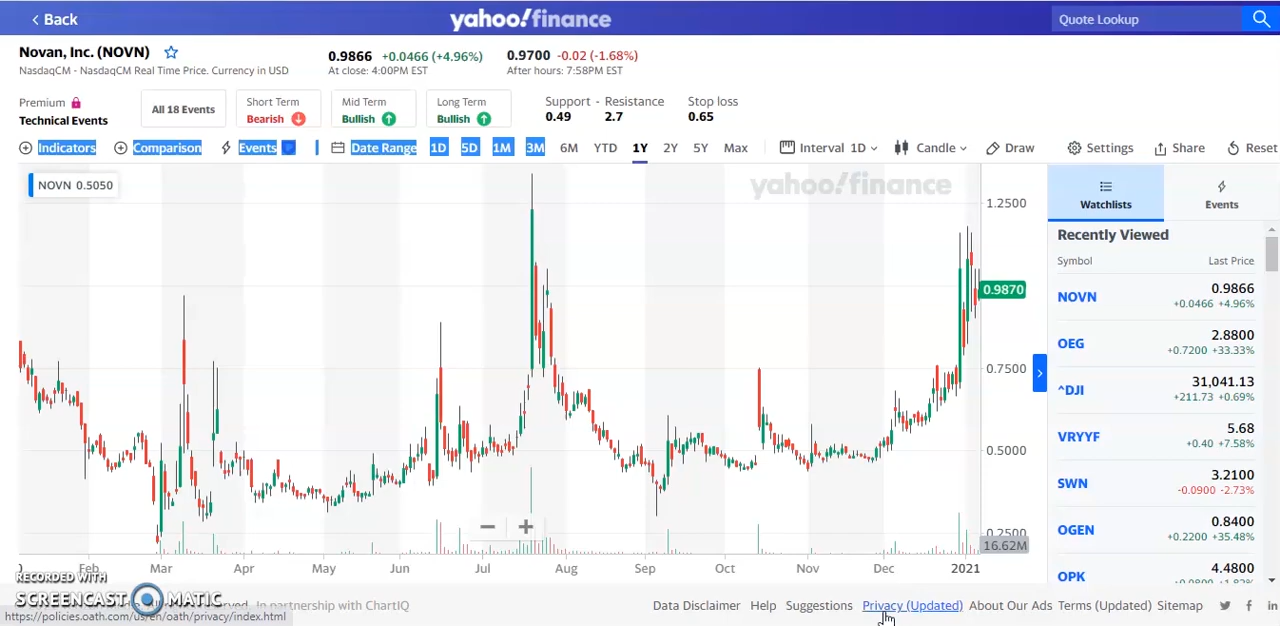 Back
yahoo!finance
Quote Lookup
Novan, Inc. (NOVN)
NasdaqCM - NasdaqCM Real Time Price. Currency in USD
0.9866 +0.0466 (+4.96%)
At close: 4:00PM EST
0.9700 -0.02 (-1.68%)
After hours: 7:58PM EST
Premium
Technical Events
All 18 Events
Short Term
Bearish
Mid Term
Bullish
Long Term
Bullish
Support - Resistance
0.49 2.7
Stop loss
0.65
Indicators Comparison Events Date Range 1D 5D 1M 3M 6M YTD 1Y 2Y 5Y Max Interval 1D Candle Draw Settings Share Reset
NOVN 0.5050
yahoo!finance
1.2500
0.9870
0.7500
0.5000
0.2500
16.62M
Feb Mar Apr May Jun Jul Aug Sep Oct Nov Dec 2021
Watchlists
Events
Recently Viewed
Symbol Last Price
NOVN 0.9866
+0.0466 +4.96%
OEG 2.8800
+0.7200 +33.33%
^DJI 31,041.13
+211.73 +0.69%
VRYYF 5.68
+0.40 +7.58%
SWN 3.2100
-0.0900 -2.73%
OGEN 0.8400
+0.2200 +35.48%
OPK 4.4800
RECORDED WITH
SCREENCAST MATIC
In partnership with ChartIQ
Data Disclaimer Help Suggestions Privacy (Updated) About Our Ads Terms (Updated) Sitemap
https://policies.oath.com/us/en/oath/privacy/index.html